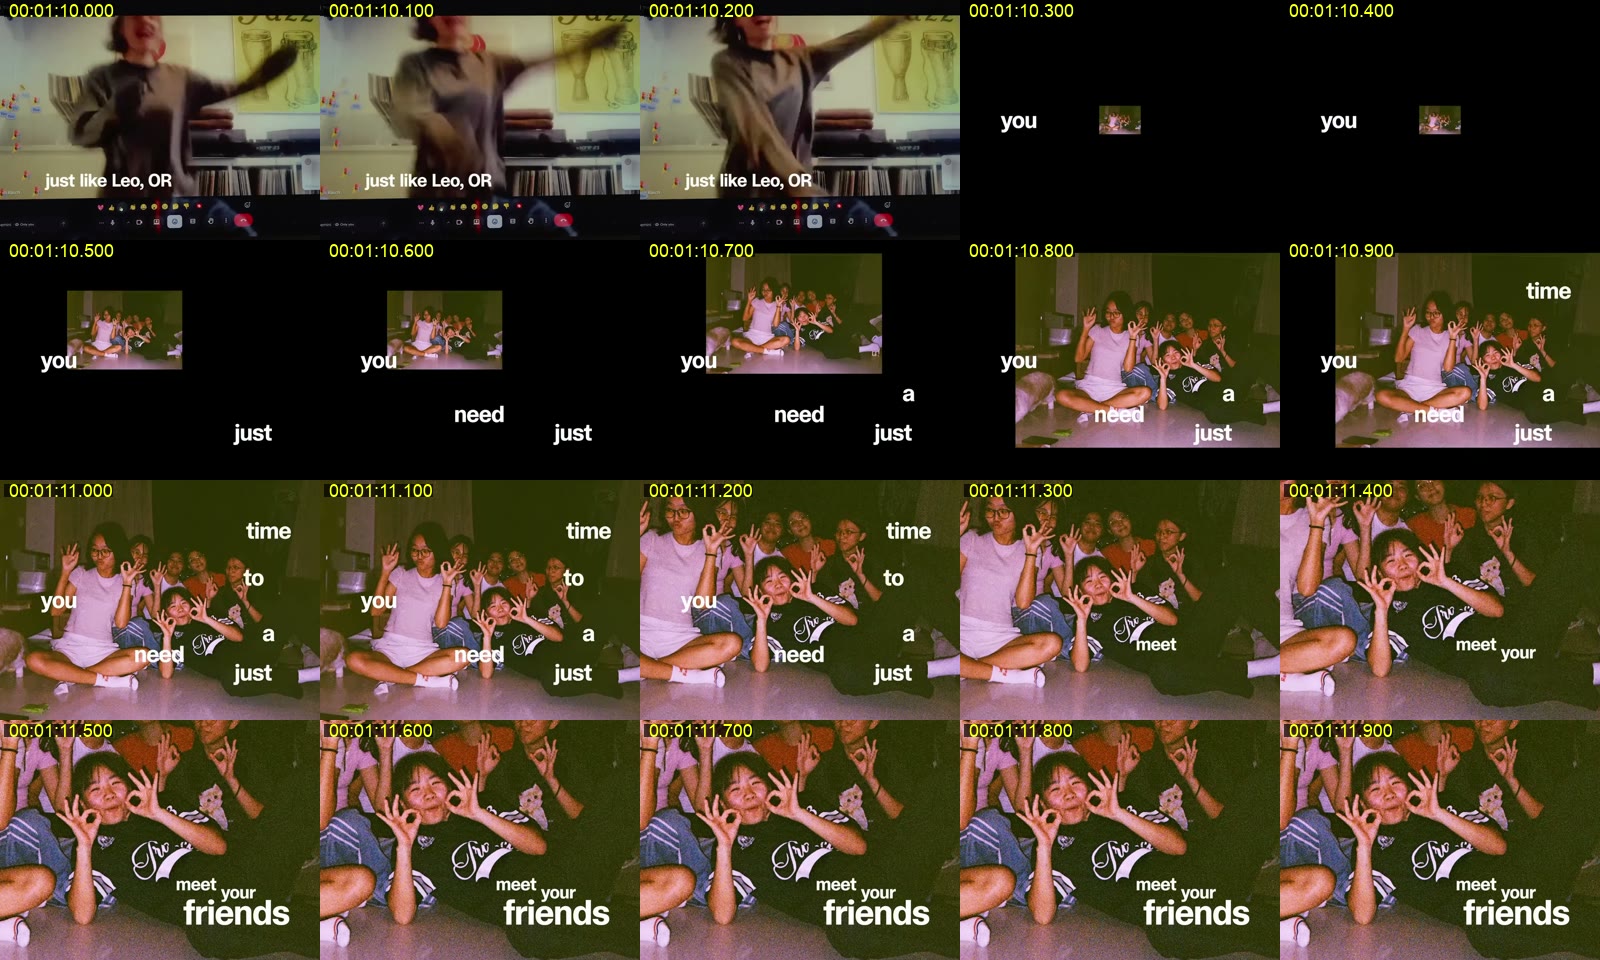 00:01:10.000
just like Leo, OR
00:01:10.100
just like Leo, OR
00:01:10.200
just like Leo, OR
00:01:10.300
you
00:01:10.400
you
00:01:10.500
you
just
00:01:10.600
you
need
just
00:01:10.700
you
a
need
just
00:01:10.800
you
a
need
just
00:01:10.900
time
you
a
need
just
00:01:11.000
time
to
you
a
need
just
00:01:11.100
time
to
you
a
need
just
00:01:11.200
time
to
you
a
need
just
00:01:11.300
meet
00:01:11.400
meet your
00:01:11.500
meet your
friends
00:01:11.600
meet your
friends
00:01:11.700
meet your
friends
00:01:11.800
meet your
friends
00:01:11.900
meet your
friends